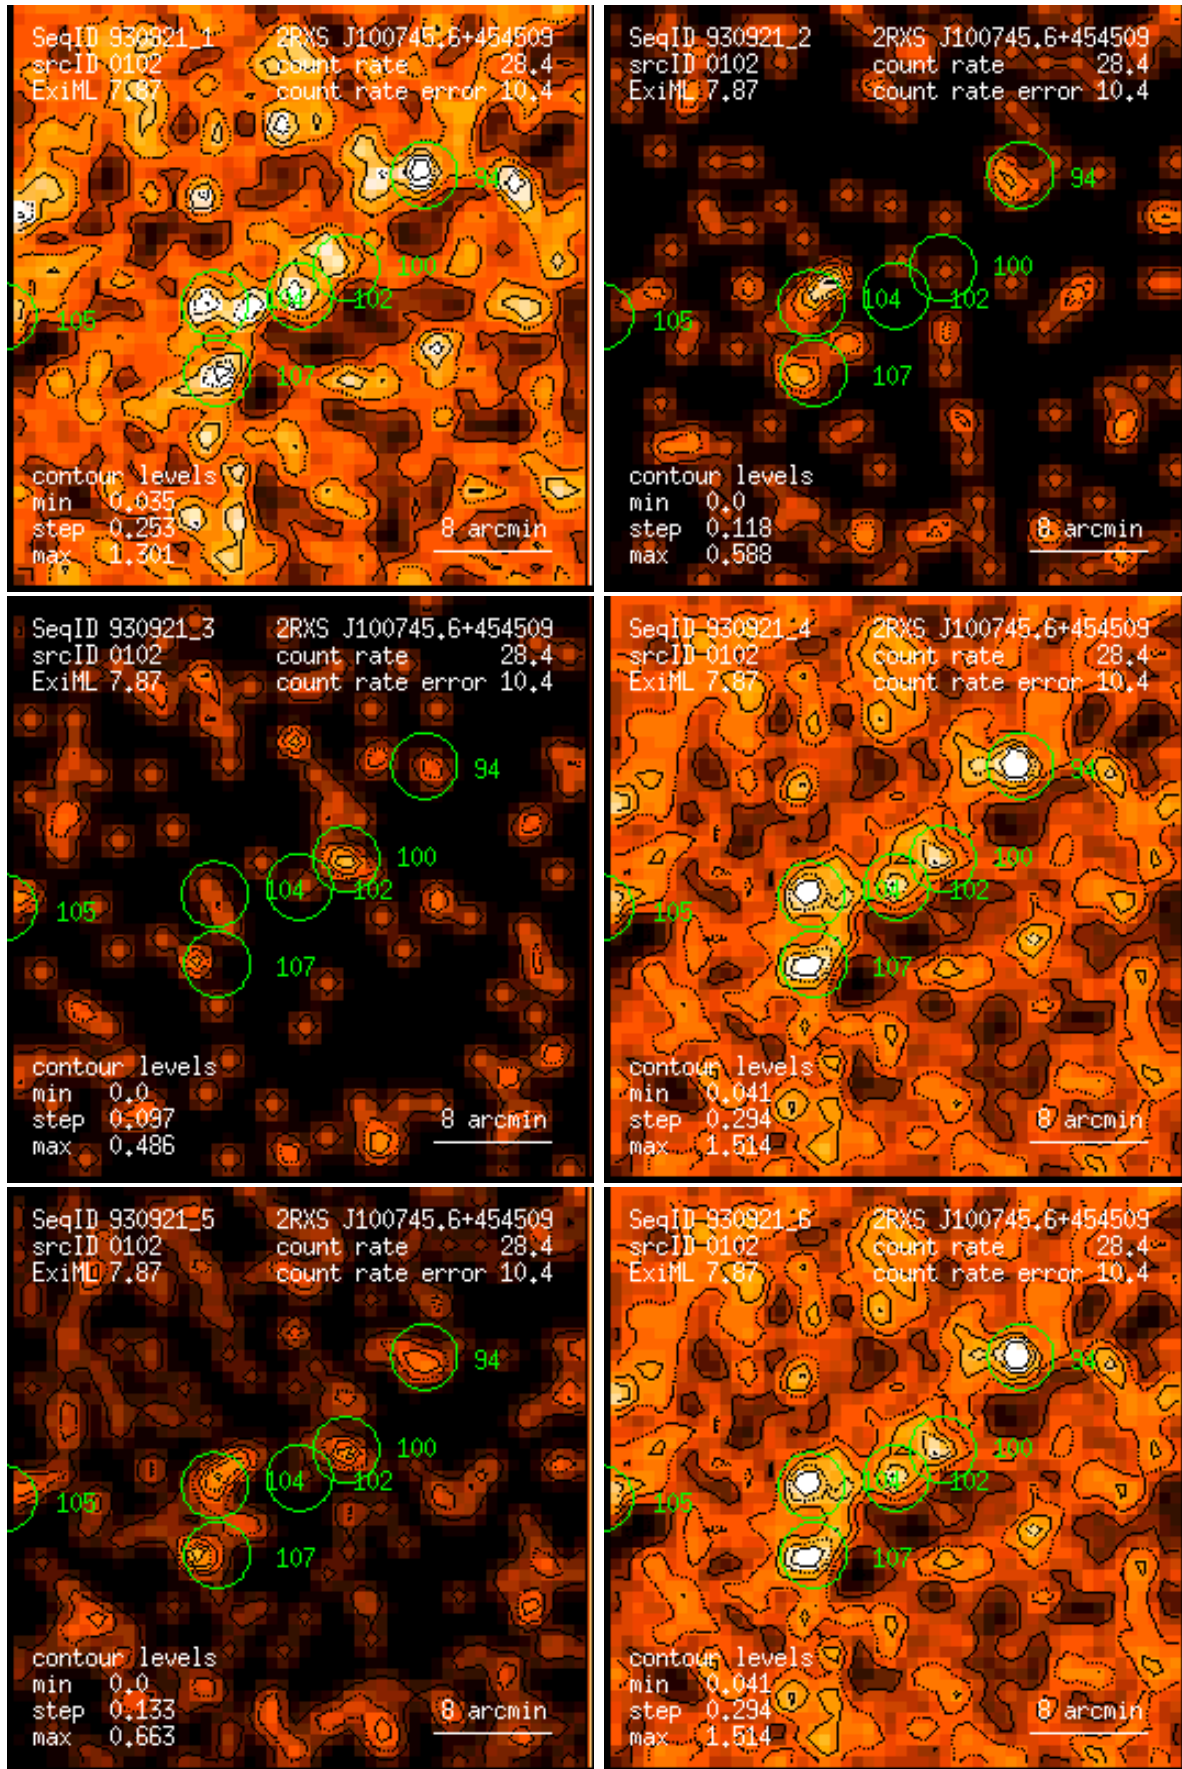 SeqID 930921_1 2RXS J100745.6+454509
srcID 0102 count rate 28.4
ExiML 7.87 count rate error 10.4
94
100
104 102
105
107
contour levels
min 0.035
step 0.253 8 arcmin
max 1.301
SeqID 930921_2 2RXS J100745.6+454509
srcID 0102 count rate 28.4
ExiML 7.87 count rate error 10.4
94
100
104 102
105
107
contour levels
min 0.0
step 0.118 8 arcmin
max 0.588
SeqID 930921_3 2RXS J100745.6+454509
srcID 0102 count rate 28.4
ExiML 7.87 count rate error 10.4
94
100
104 102
105
107
contour levels
min 0.0
step 0.097 8 arcmin
max 0.486
SeqID 930921_4 2RXS J100745.6+454509
srcID 0102 count rate 28.4
ExiML 7.87 count rate error 10.4
94
100
104 102
105
107
contour levels
min 0.041
step 0.294 8 arcmin
max 1.514
SeqID 930921_5 2RXS J100745.6+454509
srcID 0102 count rate 28.4
ExiML 7.87 count rate error 10.4
94
100
104 102
105
107
contour levels
min 0.0
step 0.133 8 arcmin
max 0.663
SeqID 930921_6 2RXS J100745.6+454509
srcID 0102 count rate 28.4
ExiML 7.87 count rate error 10.4
94
100
104 102
105
107
contour levels
min 0.041
step 0.294 8 arcmin
max 1.514